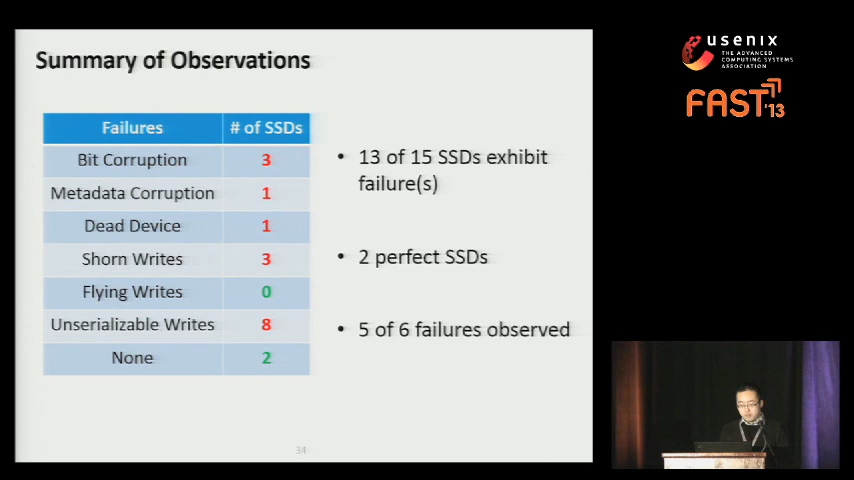 Summary of Observations
Failures # of SSDs
Bit Corruption 3
Metadata Corruption 1
Dead Device 1
Shorn Writes 3
Flying Writes 0
Unserializable Writes 8
None 2
• 13 of 15 SSDs exhibit
failure(s)
• 2 perfect SSDs
• 5 of 6 failures observed
34
usenix
THE ADVANCED
COMPUTING SYSTEMS
ASSOCIATION
FAST '13